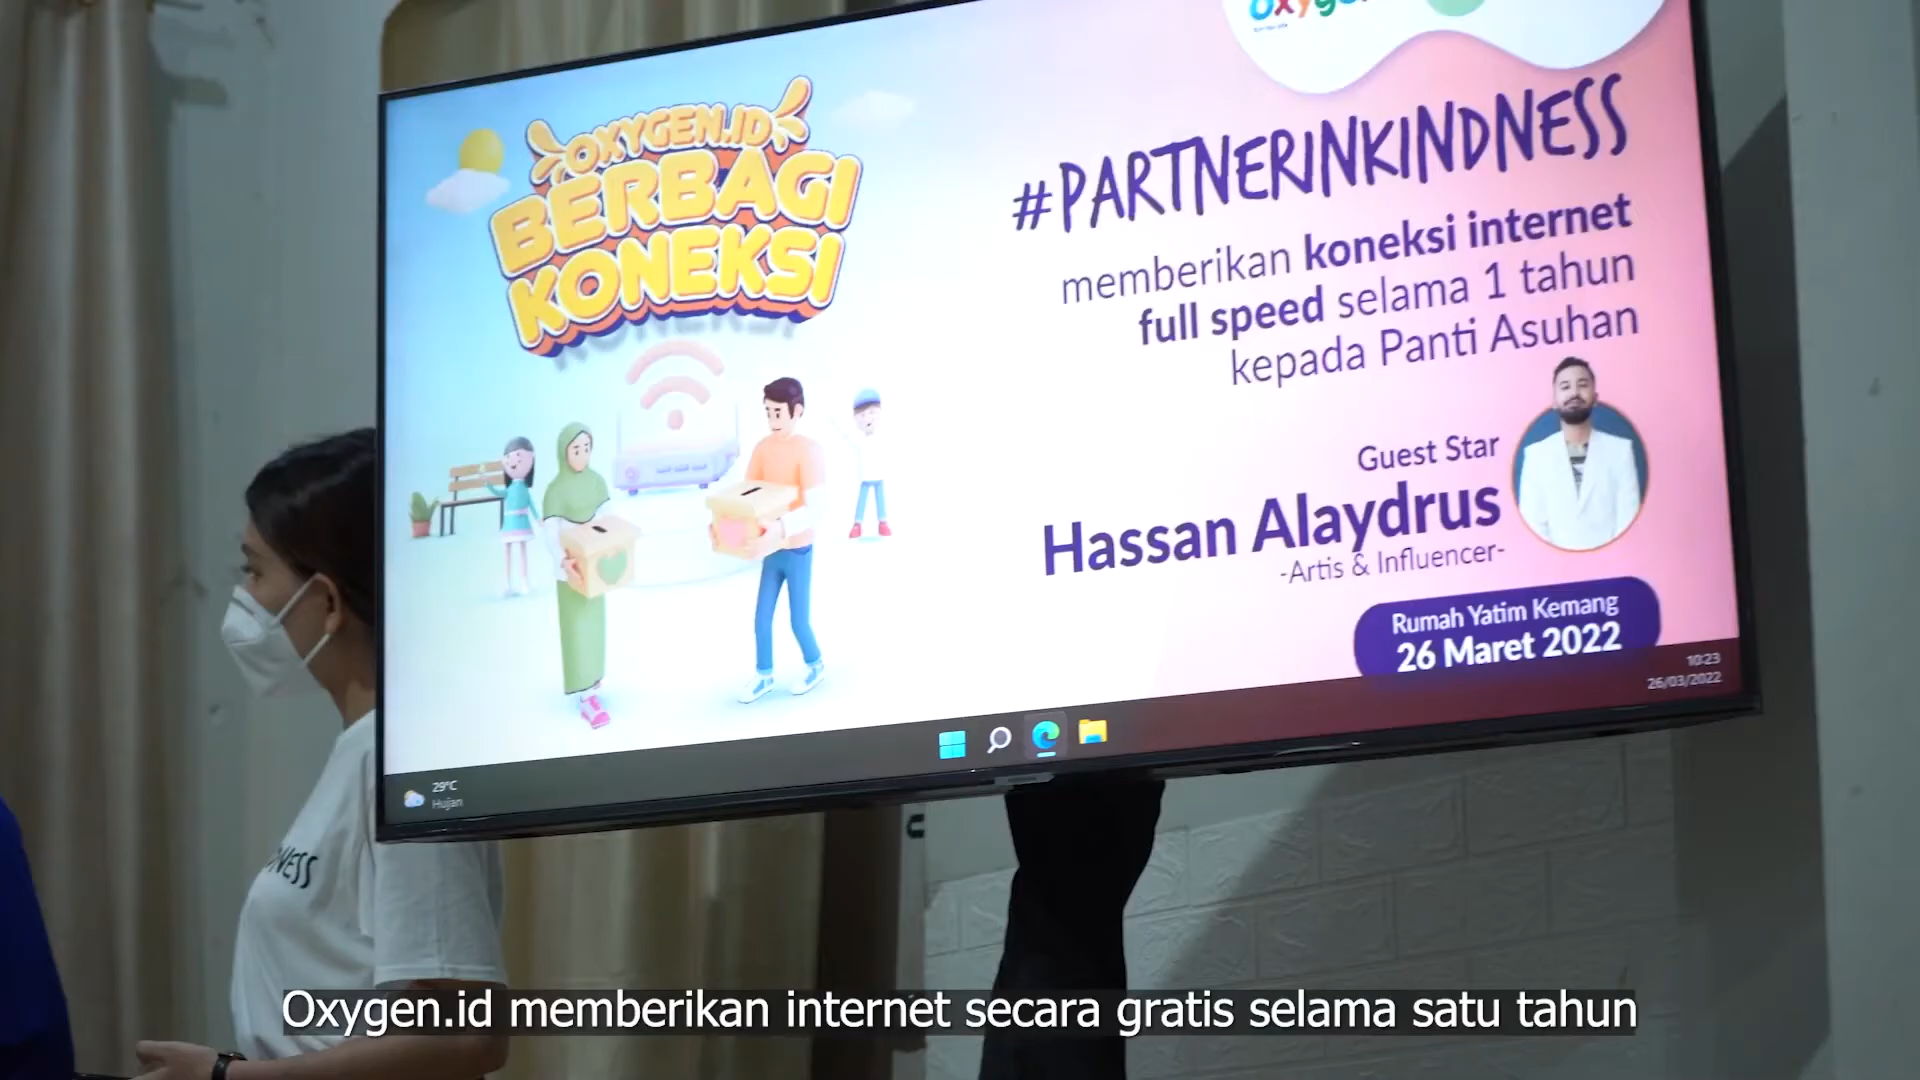 Oxygen
OXYGEN.ID
BERBAGI
KONEKSI
#PARTNERINKINDNESS
memberikan koneksi internet
full speed selama 1 tahun
kepada Panti Asuhan
Guest Star
Hassan Alaydrus
-Artis & Influencer-
Rumah Yatim Kemang
26 Maret 2022
10:23
26/03/2022
29°C
Hujan
Oxygen.id memberikan internet secara gratis selama satu tahun